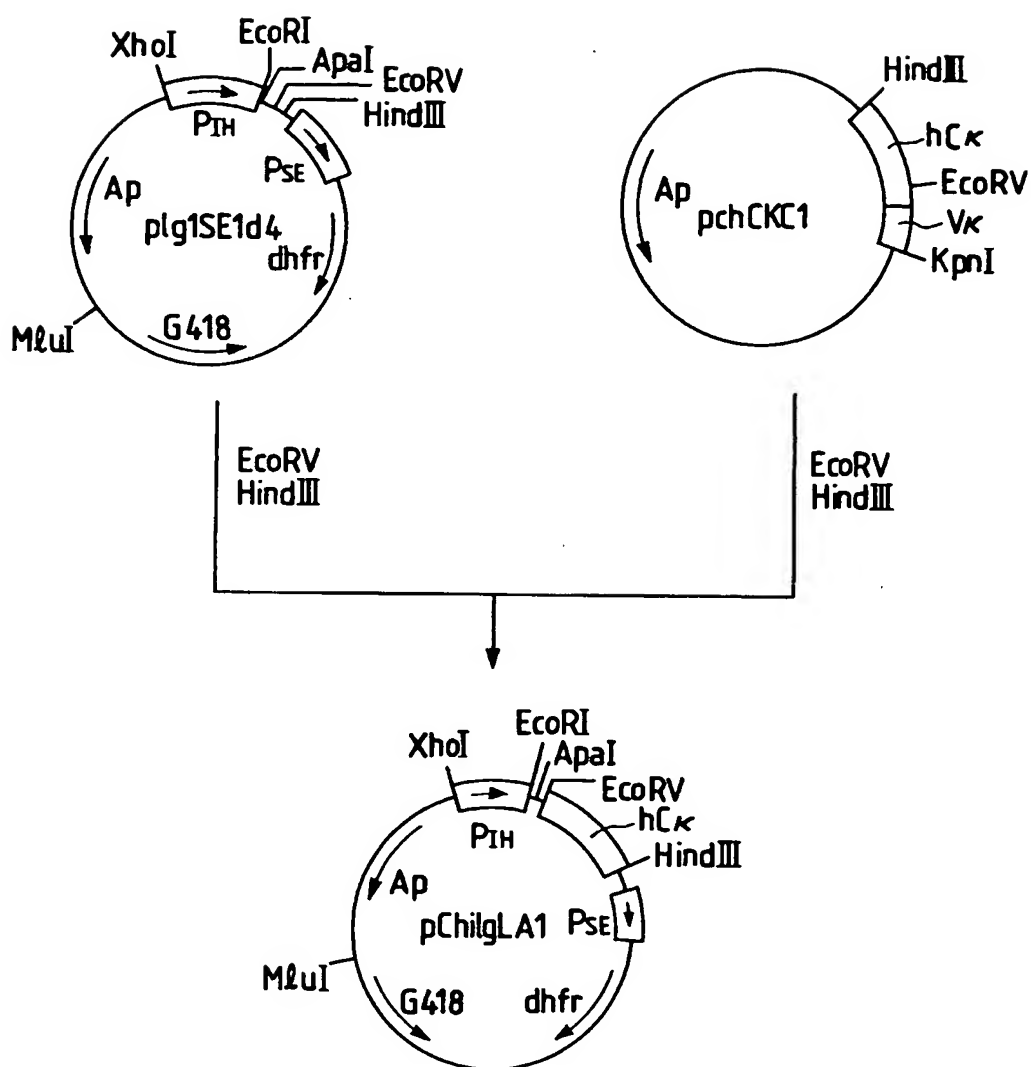 XhoI
EcoRI
ApaI
EcoRV
HindIII
PIH
PSE
Ap
pIg1SE1d4
dhfr
G418
MluI
HindIII
hCκ
EcoRV
Vκ
KpnI
Ap
pchCKC1
EcoRV
HindIII
EcoRV
HindIII
XhoI
EcoRI
ApaI
EcoRV
hCκ
HindIII
PIH
Ap
pChiIgLA1
PSE
MluI
G418
dhfr